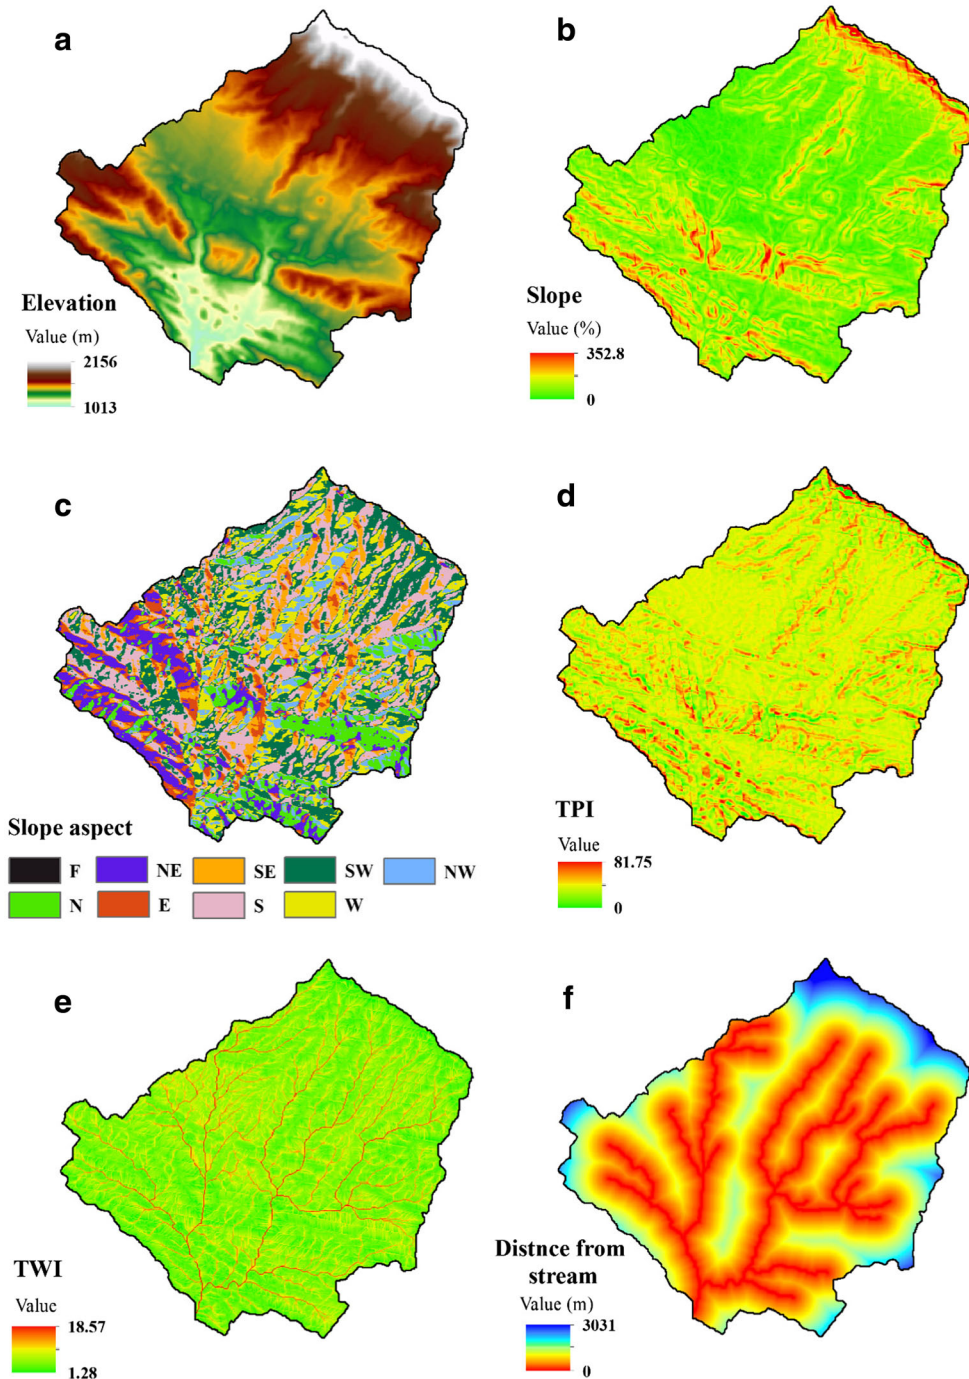 a
Elevation
Value (m)
2156
1013
b
Slope
Value (%)
352.8
0
c
Slope aspect
F
NE
SE
SW
NW
N
E
S
W
d
TPI
Value
81.75
0
e
TWI
Value
18.57
1.28
f
Distnce from
stream
Value (m)
3031
0